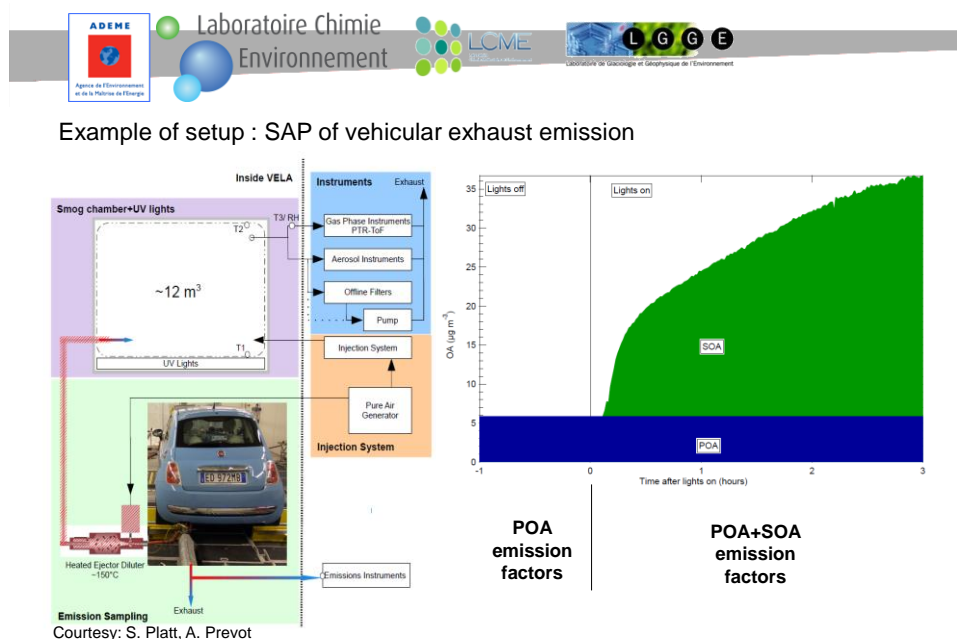 ADEME
Agence de l'Environnement
et de la Maîtrise de l'Energie
Laboratoire Chimie
Environnement
LCME
LGGE
Laboratoire de Glaciologie et Géophysique de l'Environnement
Example of setup : SAP of vehicular exhaust emission
Inside VELA
Smog chamber+UV lights
T2
T3/ RH
~12 m³
T1
UV Lights
Instruments
Exhaust
Gas Phase Instruments
PTR-ToF
Aerosol Instruments
Offline Filters
Pump
Injection System
Pure Air
Generator
Injection System
ED 972MB
Heated Ejector Diluter
~150°C
Emissions Instruments
Exhaust
Emission Sampling
Courtesy: S. Platt, A. Prevot
Lights off
Lights on
OA (µg m⁻³)
35
30
25
20
15
10
5
0
SOA
POA
-1
0
1
2
3
Time after lights on (hours)
POA
emission
factors
POA+SOA
emission
factors